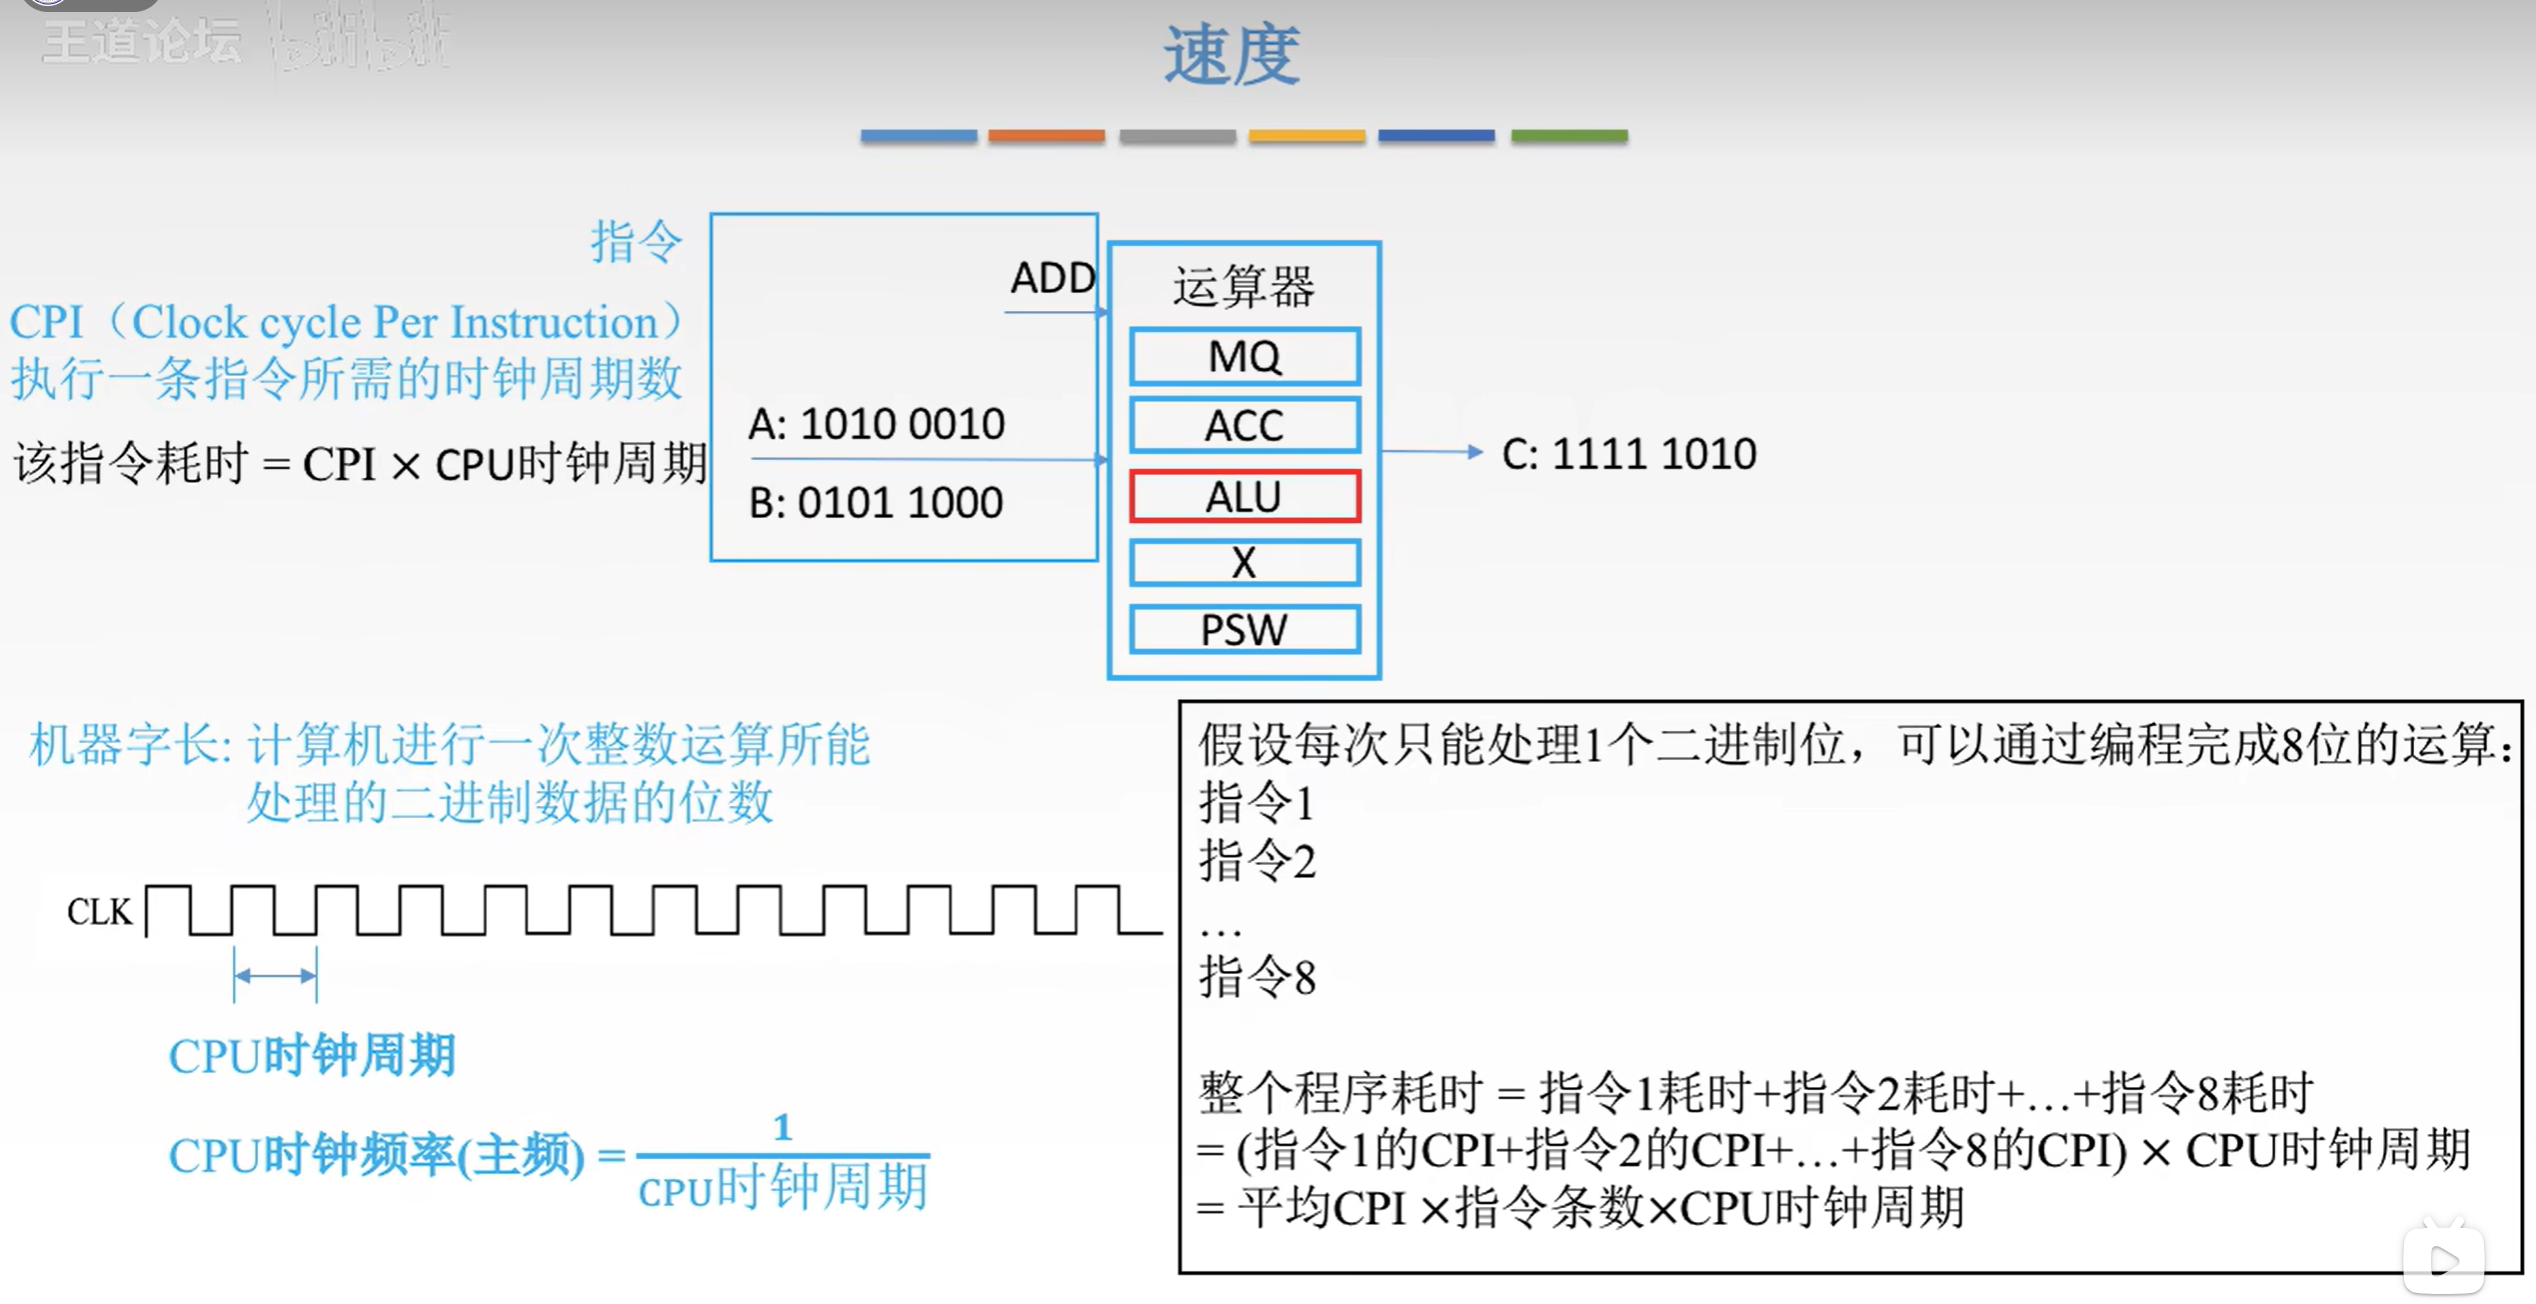 王道论坛 bilibili
速度
指令
CPI（Clock cycle Per Instruction）
执行一条指令所需的时钟周期数
该指令耗时 = CPI × CPU时钟周期
ADD
A: 1010 0010
B: 0101 1000
运算器
MQ
ACC
ALU
X
PSW
C: 1111 1010
机器字长: 计算机进行一次整数运算所能
处理的二进制数据的位数
CLK
CPU时钟周期
CPU时钟频率(主频) = 1
CPU时钟周期
假设每次只能处理1个二进制位，可以通过编程完成8位的运算：
指令1
指令2
…
指令8
整个程序耗时 = 指令1耗时+指令2耗时+…+指令8耗时
= (指令1的CPI+指令2的CPI+…+指令8的CPI) × CPU时钟周期
= 平均CPI ×指令条数×CPU时钟周期